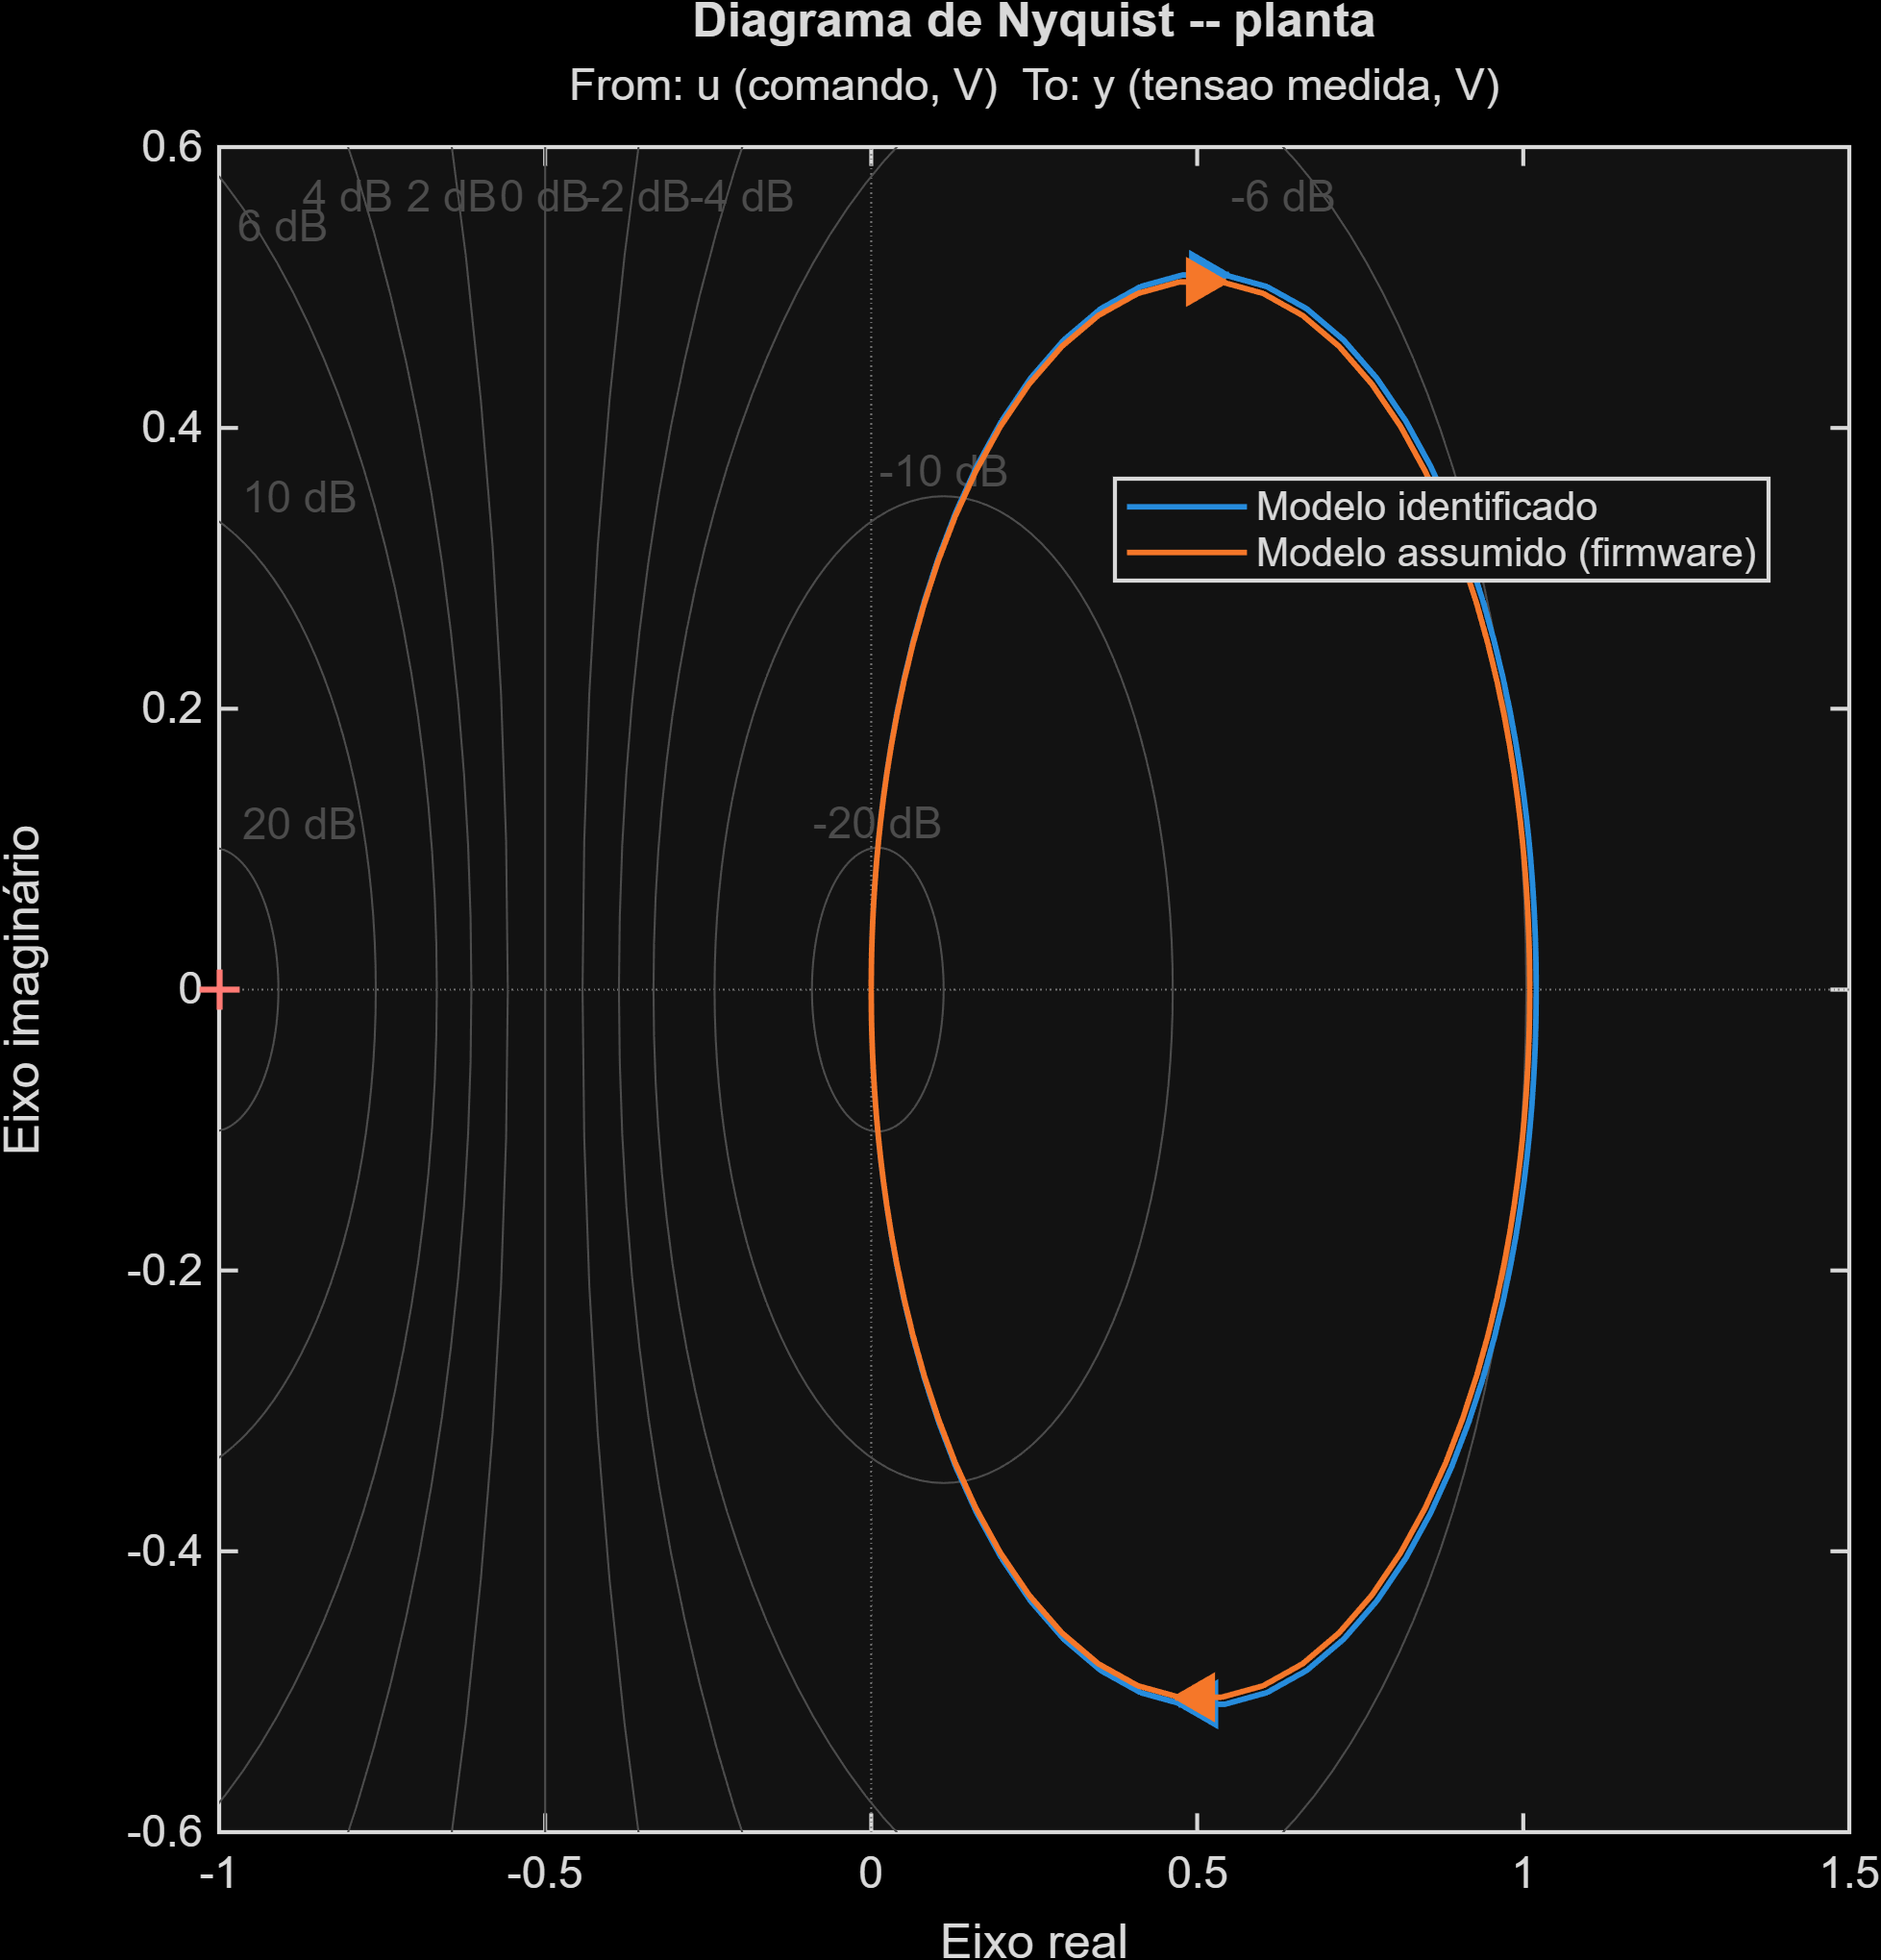 Diagrama de Nyquist -- planta
From: u (comando, V)  To: y (tensao medida, V)
0.6
4 dB 2 dB 0 dB -2 dB -4 dB -6 dB
6 dB
0.4
-10 dB
10 dB
Modelo identificado
Modelo assumido (firmware)
0.2
20 dB
-20 dB
Eixo imaginário
0
-0.2
-0.4
-0.6
-1 -0.5 0 0.5 1 1.5
Eixo real